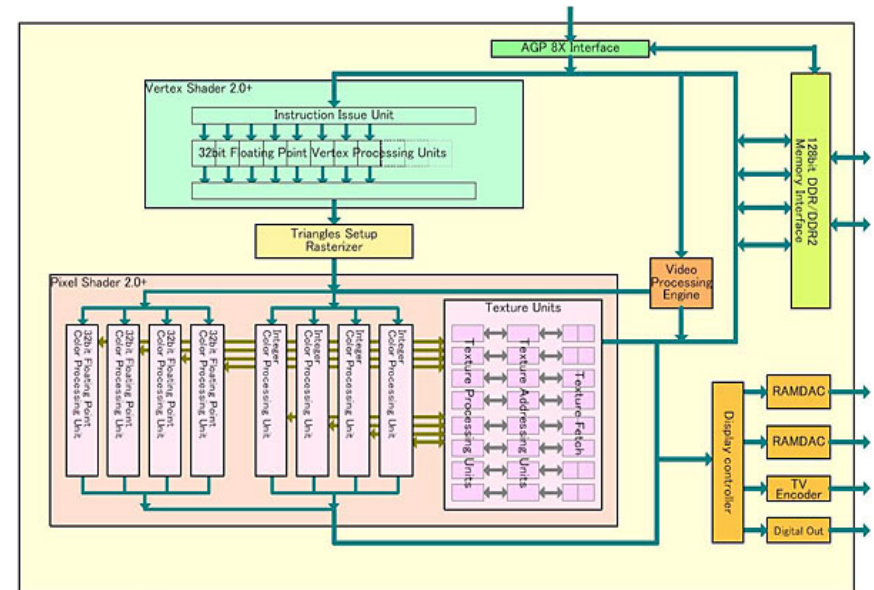 AGP 8X Interface
Vertex Shader 2.0+
Instruction Issue Unit
32bit Floating Point Vertex Processing Units
128bit DDR/DDR2
Memory Interface
Triangles Setup
Rasterizer
Video
Processing
Engine
Pixel Shader 2.0+
Texture Units
32bit Floating Point
Color Processing Unit
32bit Floating Point
Color Processing Unit
32bit Floating Point
Color Processing Unit
32bit Floating Point
Color Processing Unit
Integer
Color Processing Unit
Integer
Color Processing Unit
Integer
Color Processing Unit
Integer
Color Processing Unit
Texture Processing Units
Texture Addressing Units
Texture Fetch
Display controller
RAMDAC
RAMDAC
TV
Encoder
Digital Out